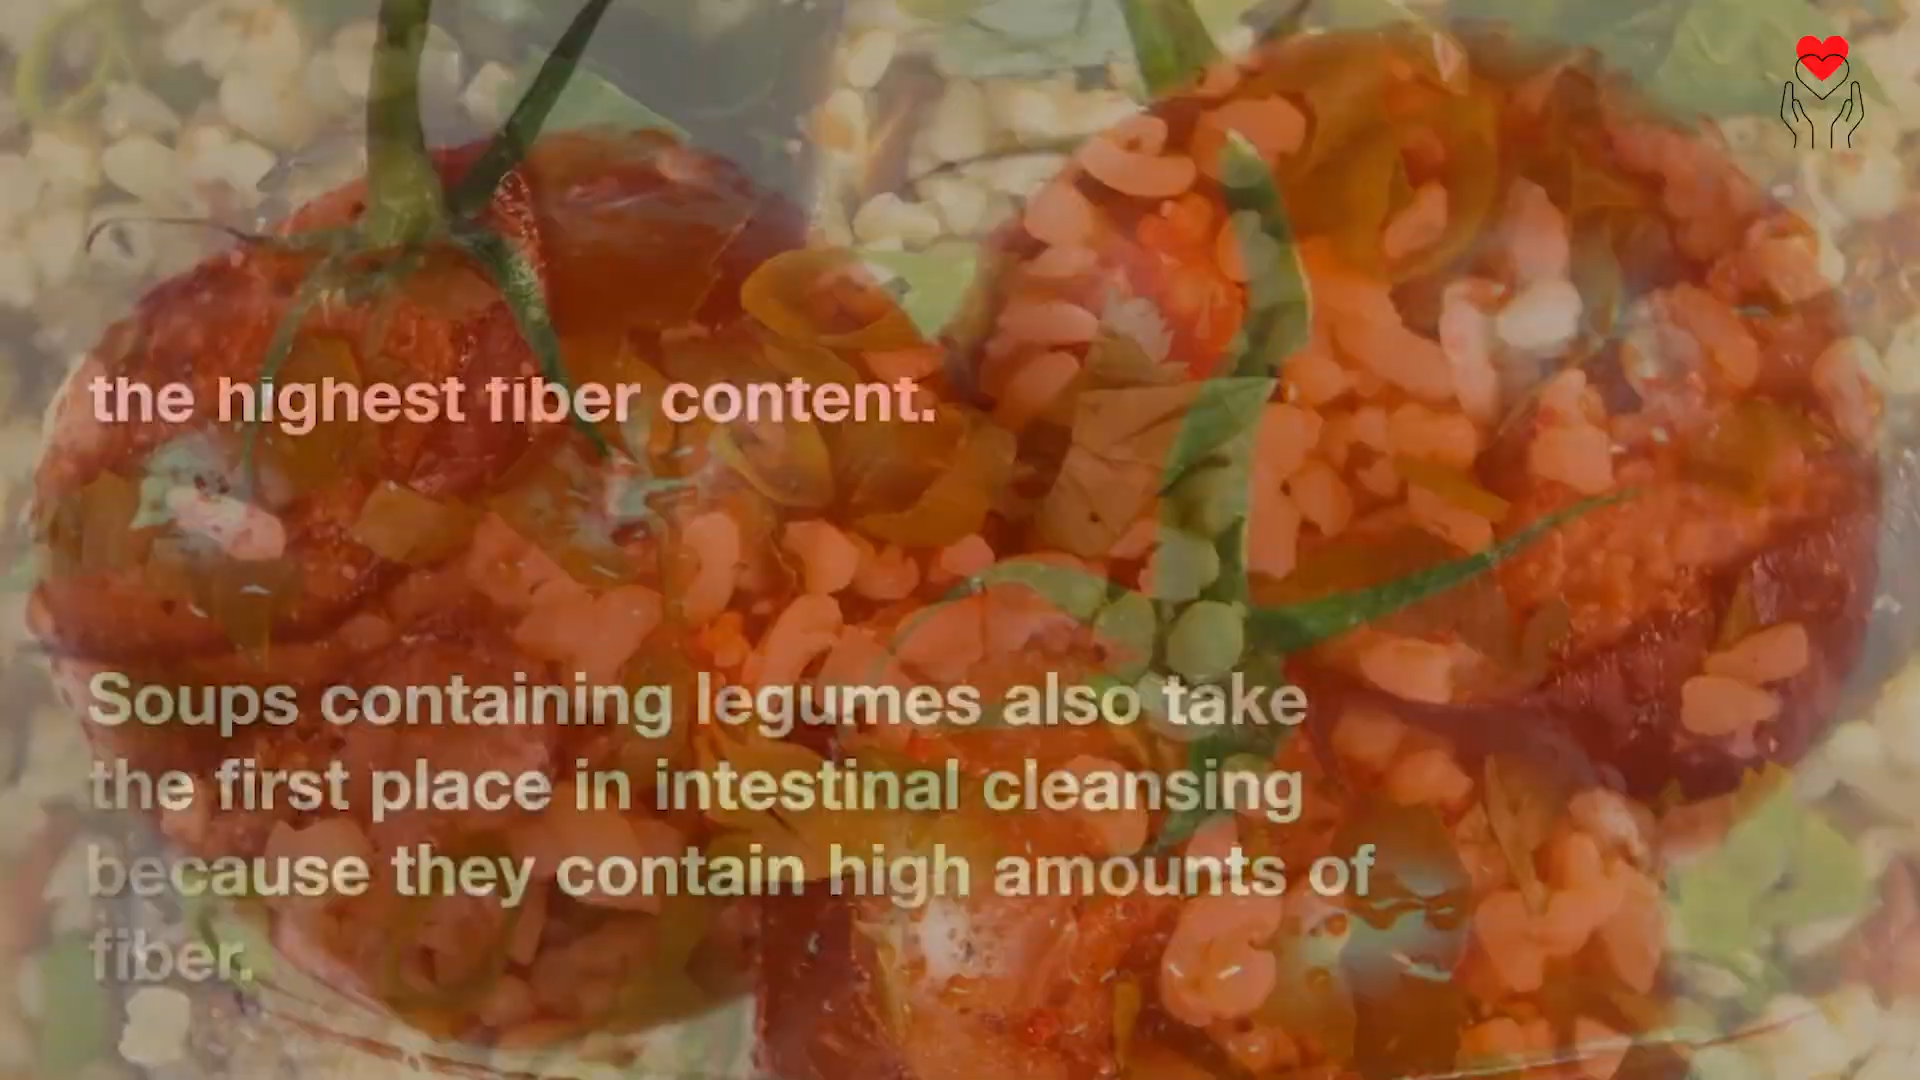 the highest fiber content.
Soups containing legumes also take
the first place in intestinal cleansing
because they contain high amounts of
fiber.